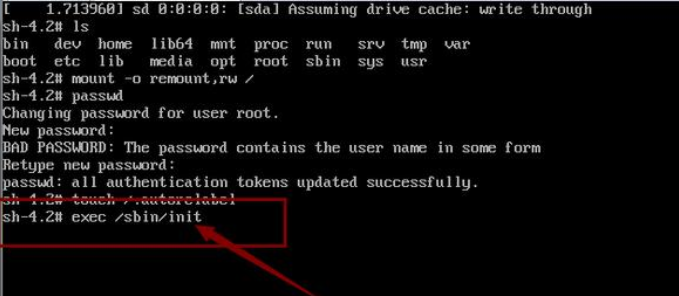 [    1.713960] sd 0:0:0:0: [sda] Assuming drive cache: write through
sh-4.2# ls
bin   dev  home  lib64  mnt  proc  run   srv  tmp  var
boot  etc  lib   media  opt  root  sbin  sys  usr
sh-4.2# mount -o remount,rw /
sh-4.2# passwd
Changing password for user root.
New password:
BAD PASSWORD: The password contains the user name in some form
Retype new password:
passwd: all authentication tokens updated successfully.
sh-4.2# touch /.autorelabel
sh-4.2# exec /sbin/init